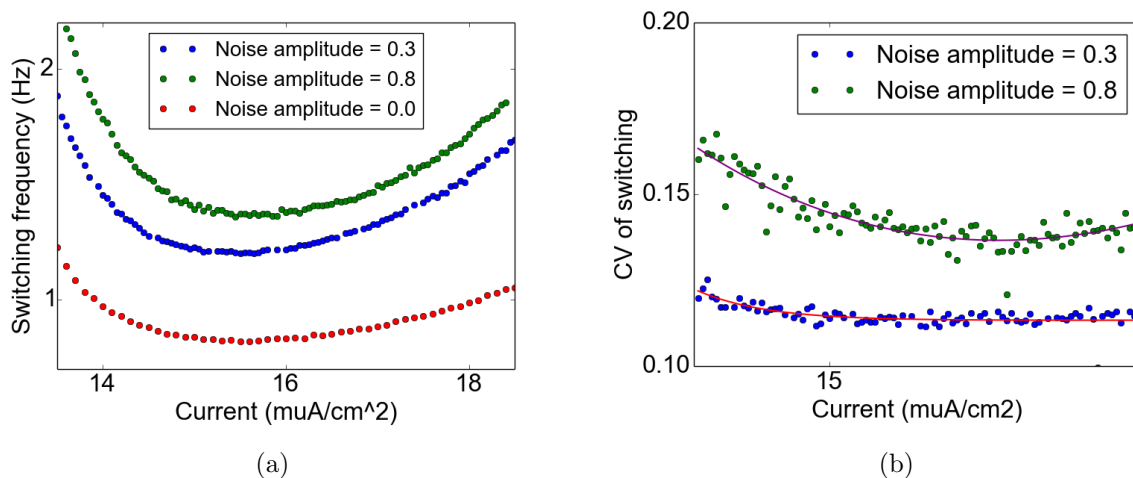 Switching frequency (Hz)
2
1
Noise amplitude = 0.3
Noise amplitude = 0.8
Noise amplitude = 0.0
14 16 18
Current (muA/cm^2)
(a)
CV of switching
0.20
0.15
0.10
Noise amplitude = 0.3
Noise amplitude = 0.8
15
Current (muA/cm2)
(b)